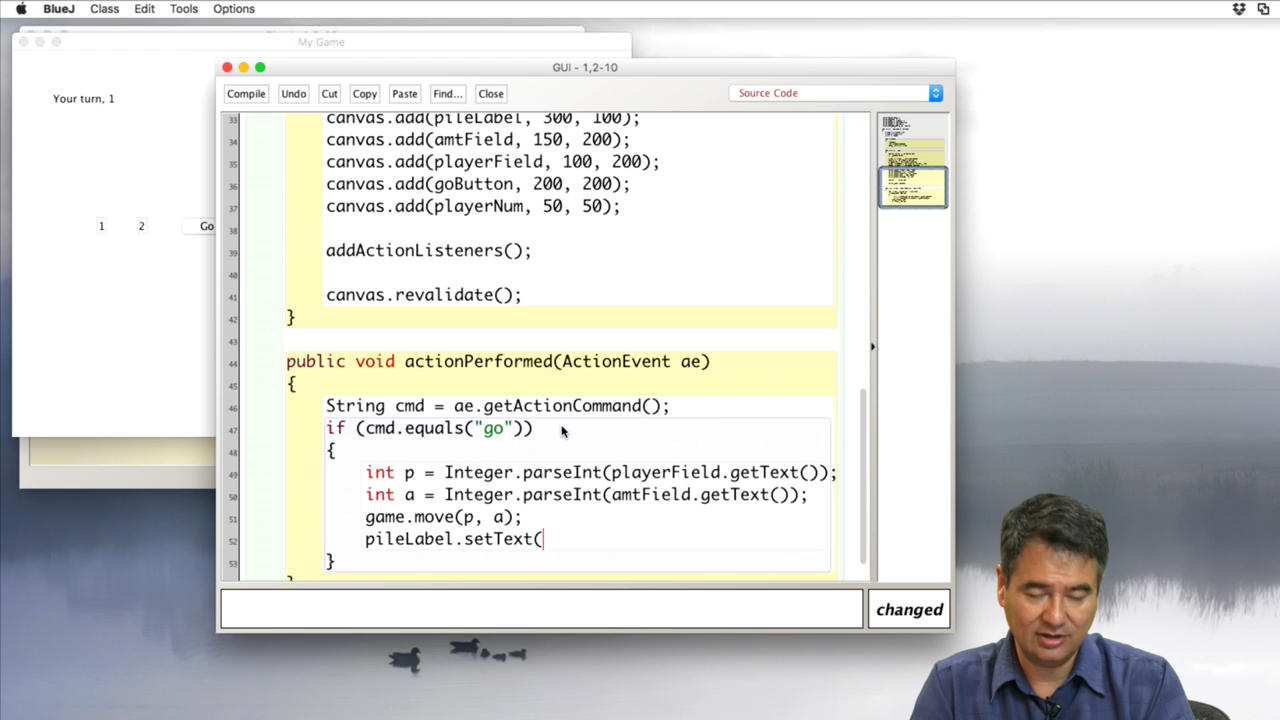 BlueJ Class Edit Tools Options
My Game
Your turn, 1
1 2 Go
GUI - 1,2-10
Compile Undo Cut Copy Paste Find... Close Source Code
33 canvas.add(pileLabel, 300, 100);
34 canvas.add(amtField, 150, 200);
35 canvas.add(playerField, 100, 200);
36 canvas.add(goButton, 200, 200);
37 canvas.add(playerNum, 50, 50);
38
39 addActionListeners();
40
41 canvas.revalidate();
42 }
43
44 public void actionPerformed(ActionEvent ae)
45 {
46 String cmd = ae.getActionCommand();
47 if (cmd.equals("go"))
48 {
49 int p = Integer.parseInt(playerField.getText());
50 int a = Integer.parseInt(amtField.getText());
51 game.move(p, a);
52 pileLabel.setText(
53 }
}
changed